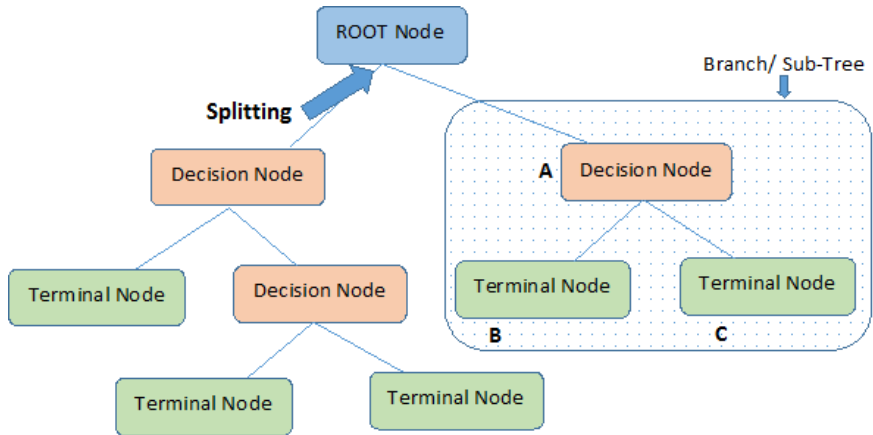 ROOT Node
Branch/ Sub-Tree
Splitting
Decision Node
A
Decision Node
Terminal Node
Decision Node
Terminal Node
Terminal Node
B
C
Terminal Node
Terminal Node